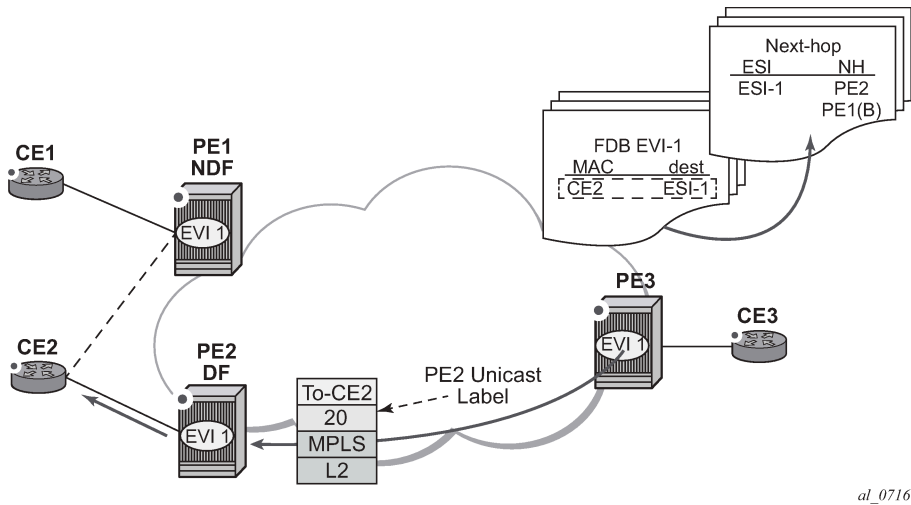 Next-hop
ESI NH
ESI-1 PE2
PE1(B)
FDB EVI-1
MAC dest
CE2 ESI-1
CE1
PE1
NDF
EVI 1
CE2
PE2
DF
EVI 1
To-CE2
20
MPLS
L2
PE2 Unicast
Label
PE3
EVI 1
CE3
al_0716